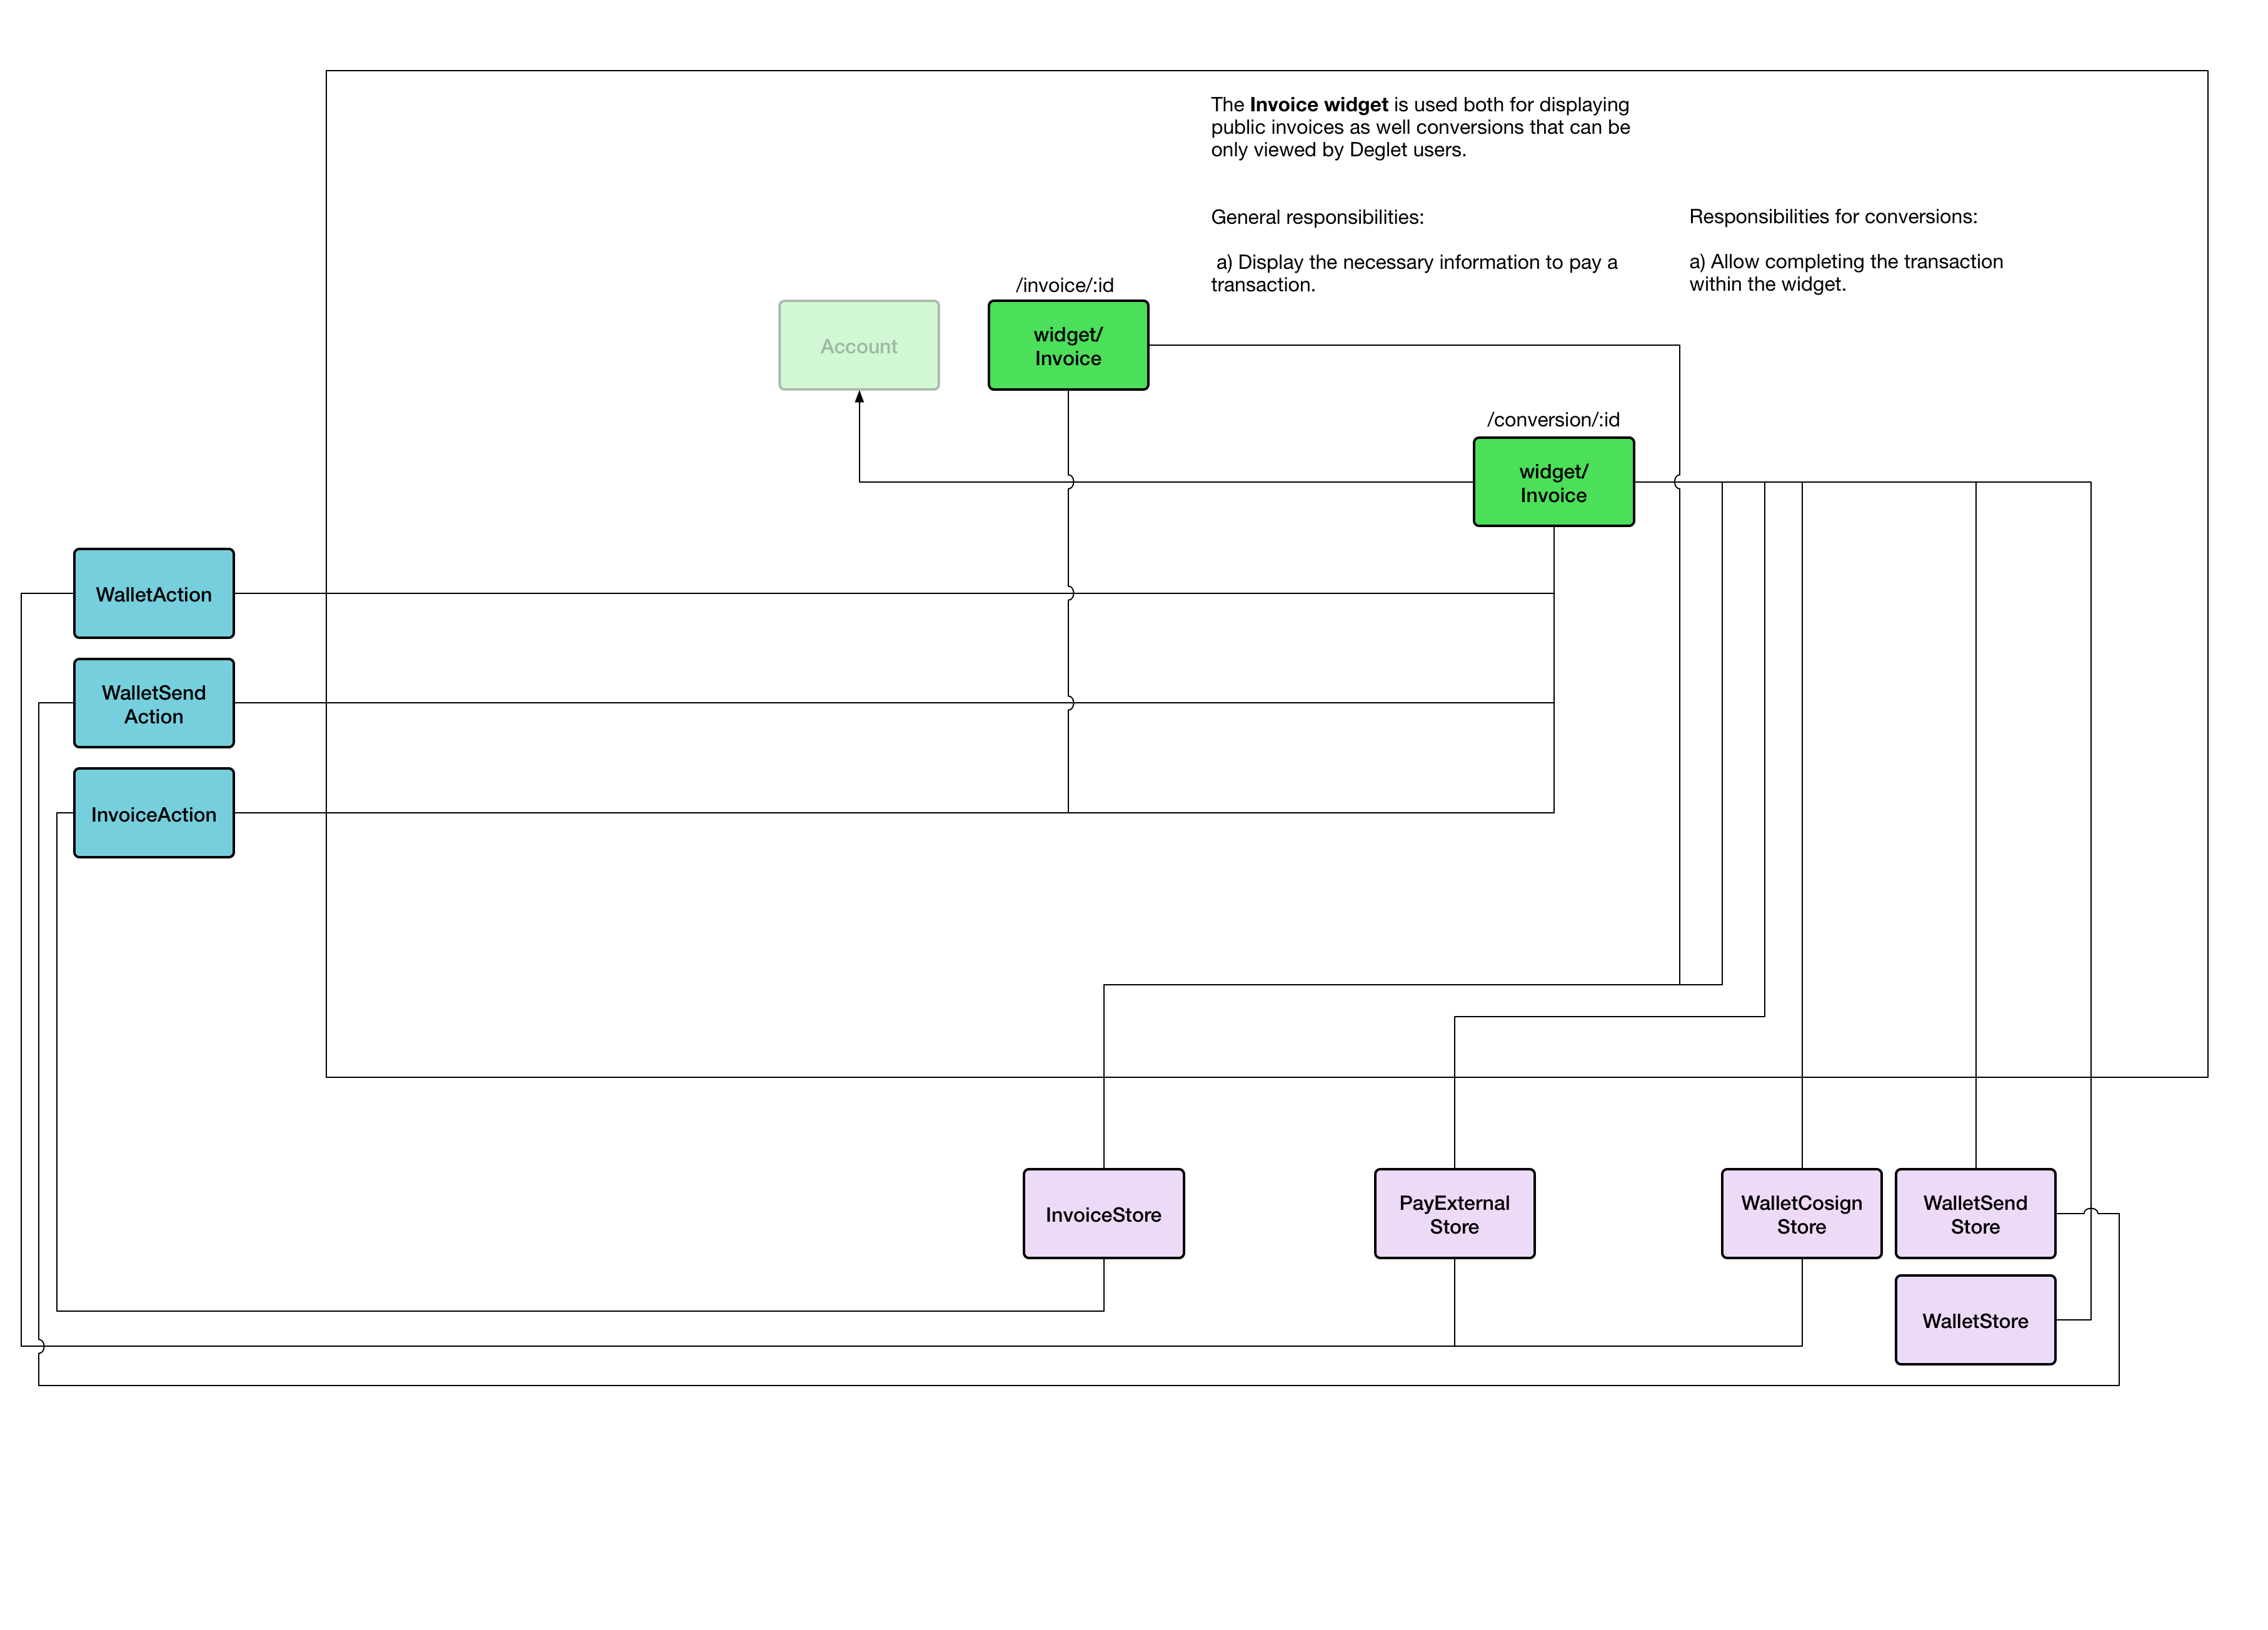 The Invoice widget is used both for displaying
public invoices as well conversions that can be
only viewed by Deglet users.
General responsibilities:
a) Display the necessary information to pay a
transaction.
Responsibilities for conversions:
a) Allow completing the transaction
within the widget.
/invoice/:id
Account
widget/
Invoice
/conversion/:id
widget/
Invoice
WalletAction
WalletSend
Action
InvoiceAction
InvoiceStore
PayExternal
Store
WalletCosign
Store
WalletSend
Store
WalletStore